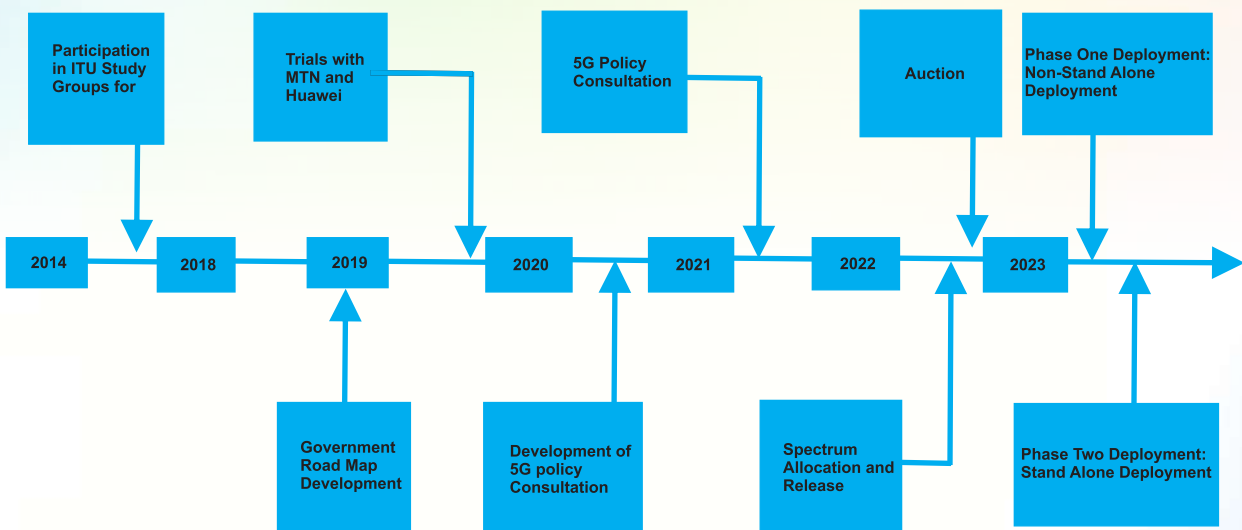 Participation
in ITU Study
Groups for
Trials with
MTN and
Huawei
5G Policy
Consultation
Auction
Phase One Deployment:
Non-Stand Alone
Deployment
2014
2018
2019
2020
2021
2022
2023
Government
Road Map
Development
Development of
5G policy
Consultation
Spectrum
Allocation and
Release
Phase Two Deployment:
Stand Alone Deployment